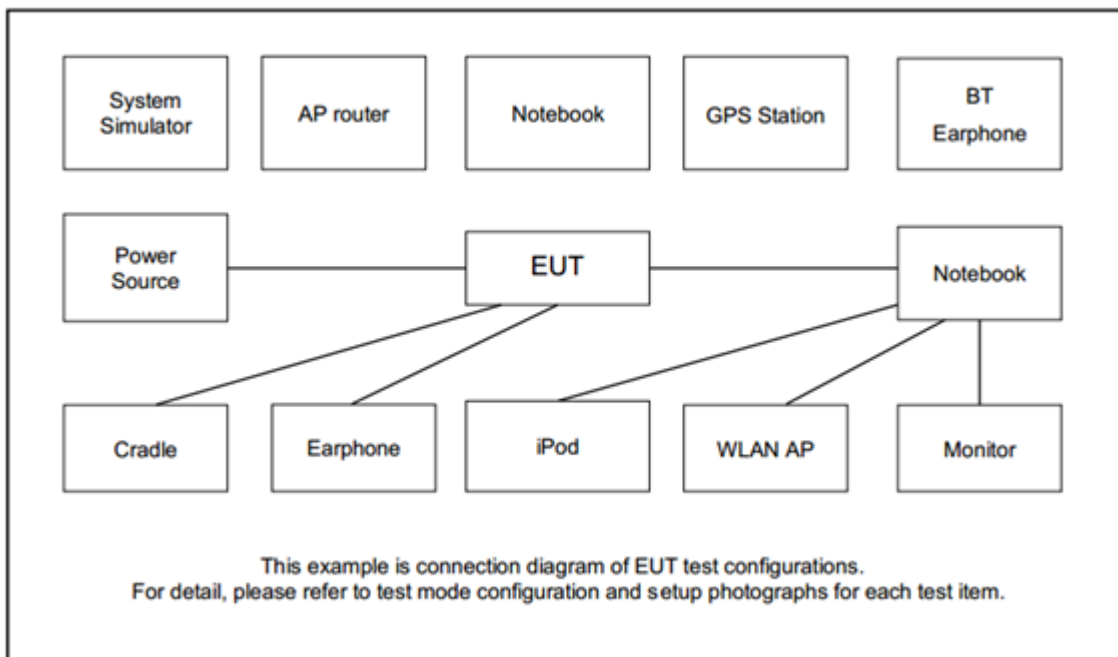 System
Simulator
AP router
Notebook
GPS Station
BT
Earphone
Power
Source
EUT
Notebook
Cradle
Earphone
iPod
WLAN AP
Monitor
This example is connection diagram of EUT test configurations.
For detail, please refer to test mode configuration and setup photographs for each test item.